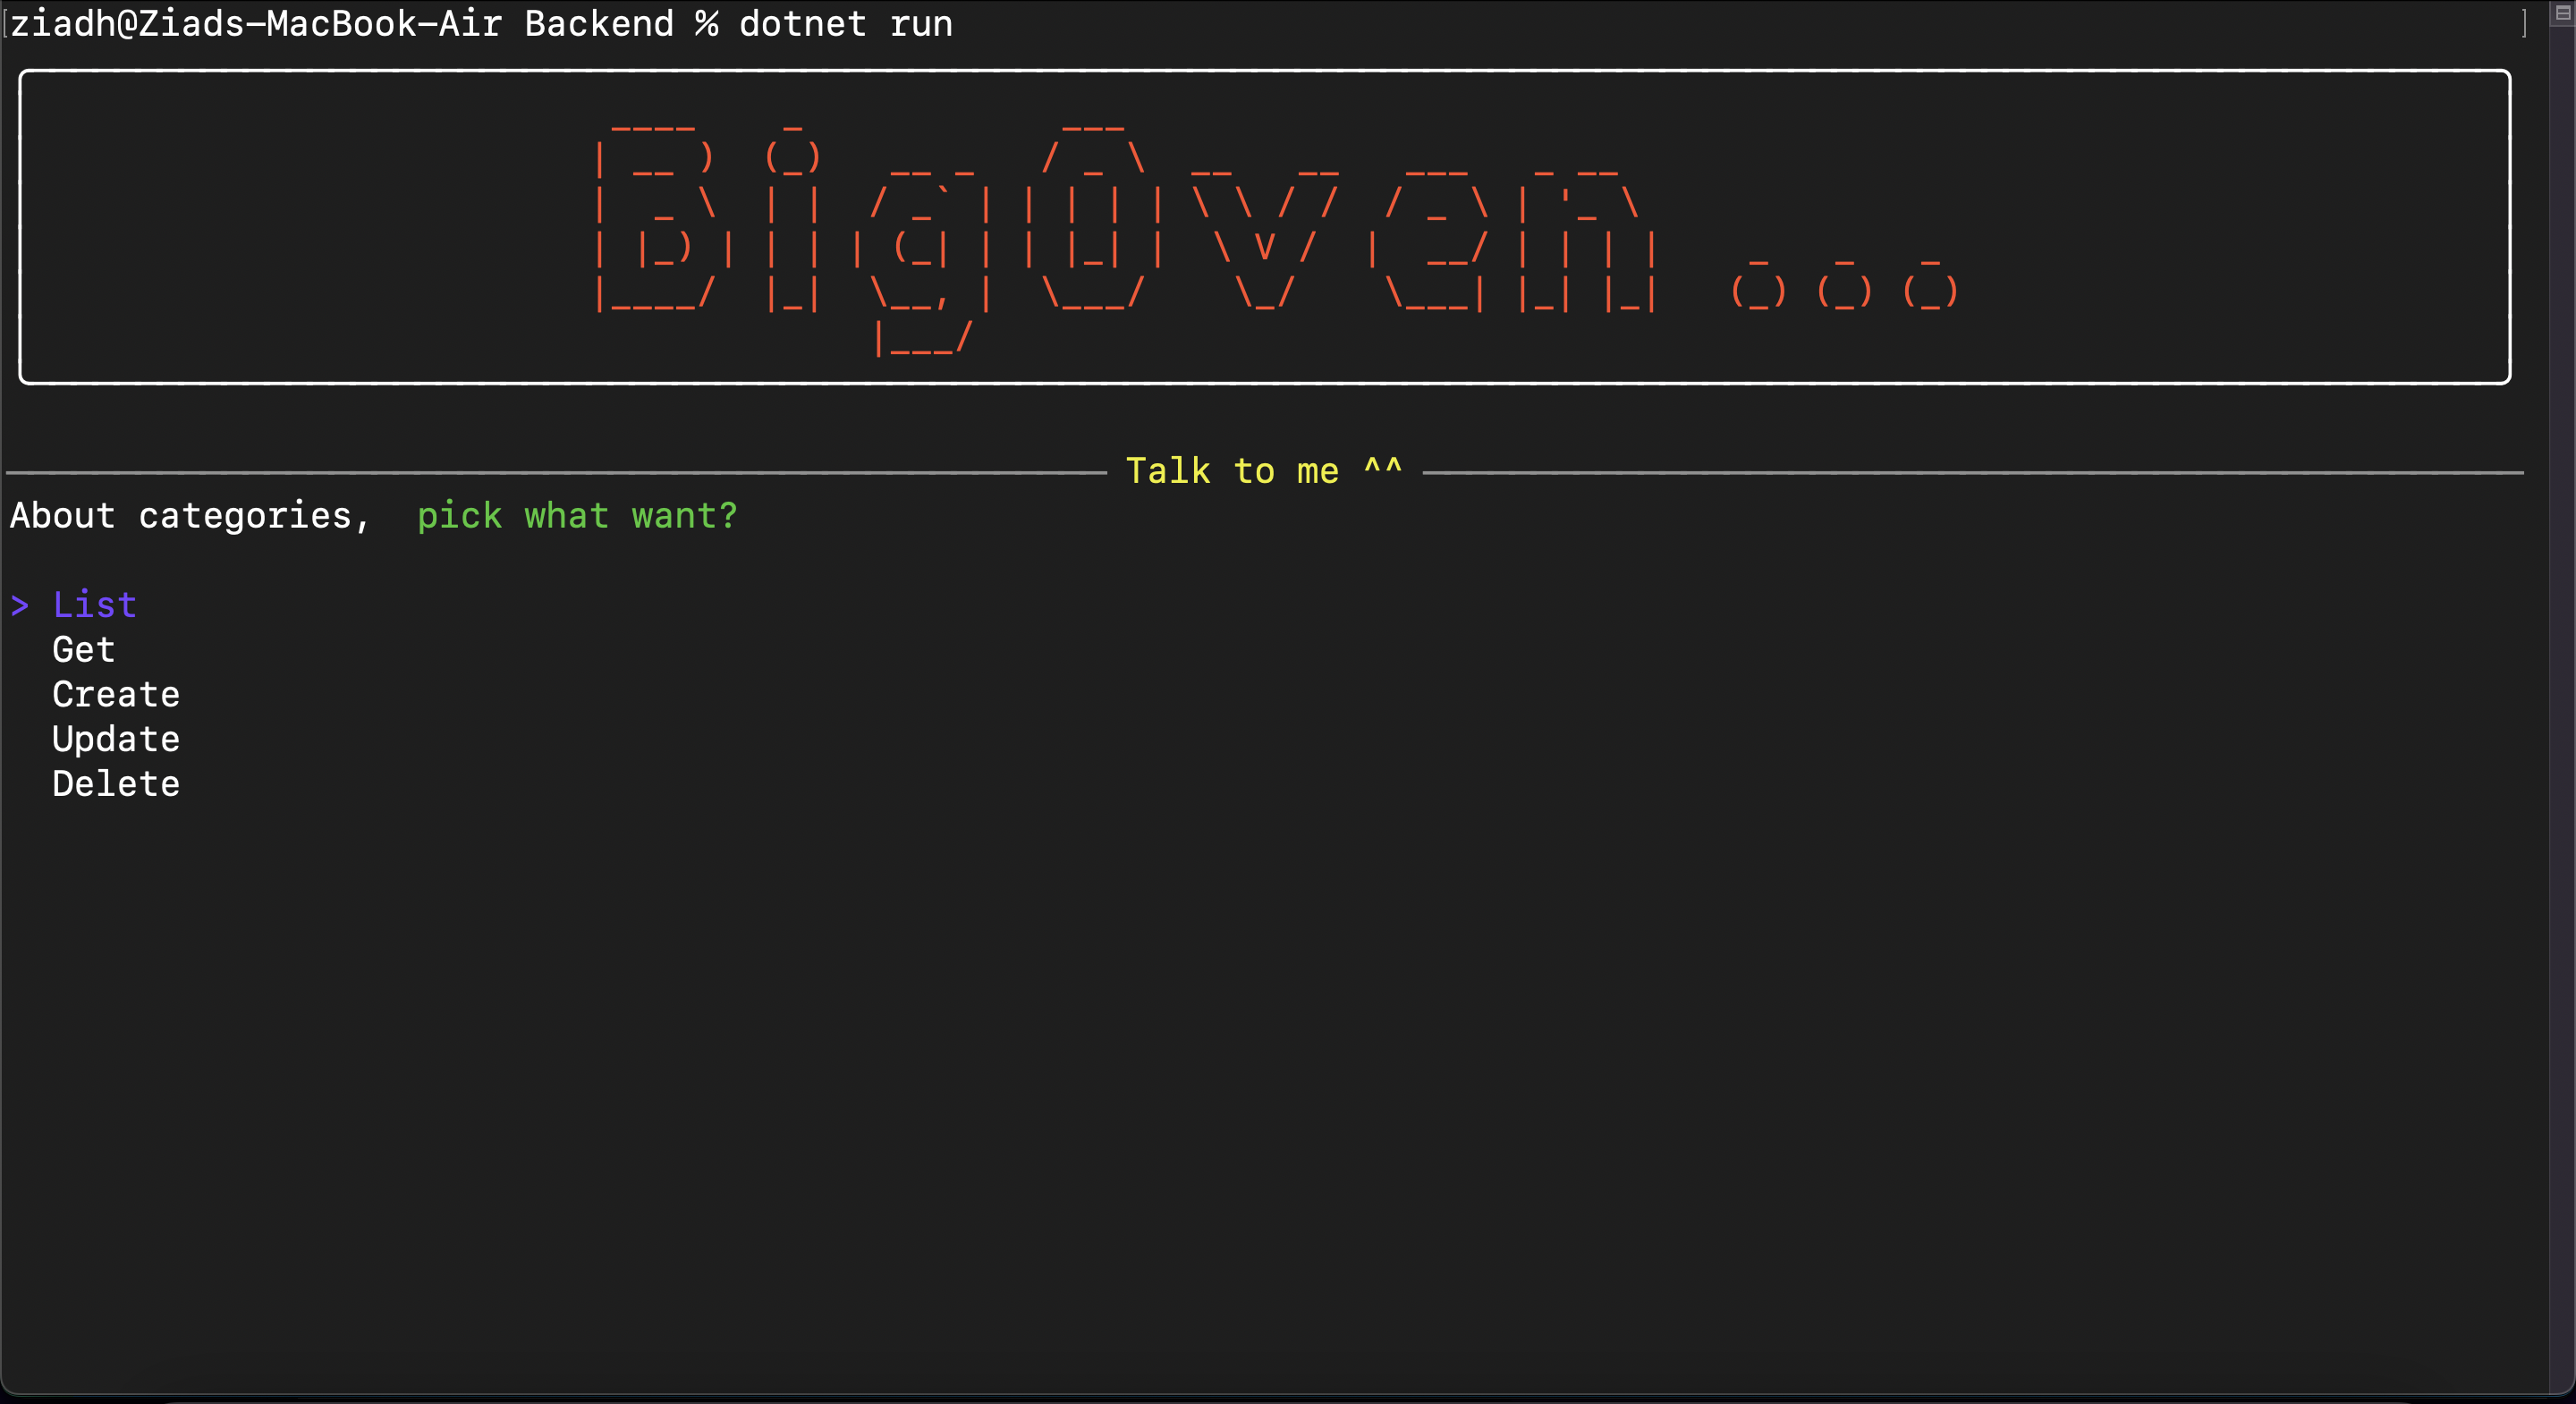 ziadh@Ziads-MacBook-Air Backend % dotnet run
BigOven...
Talk to me ^^
About categories,  pick what want?
> List
Get
Create
Update
Delete